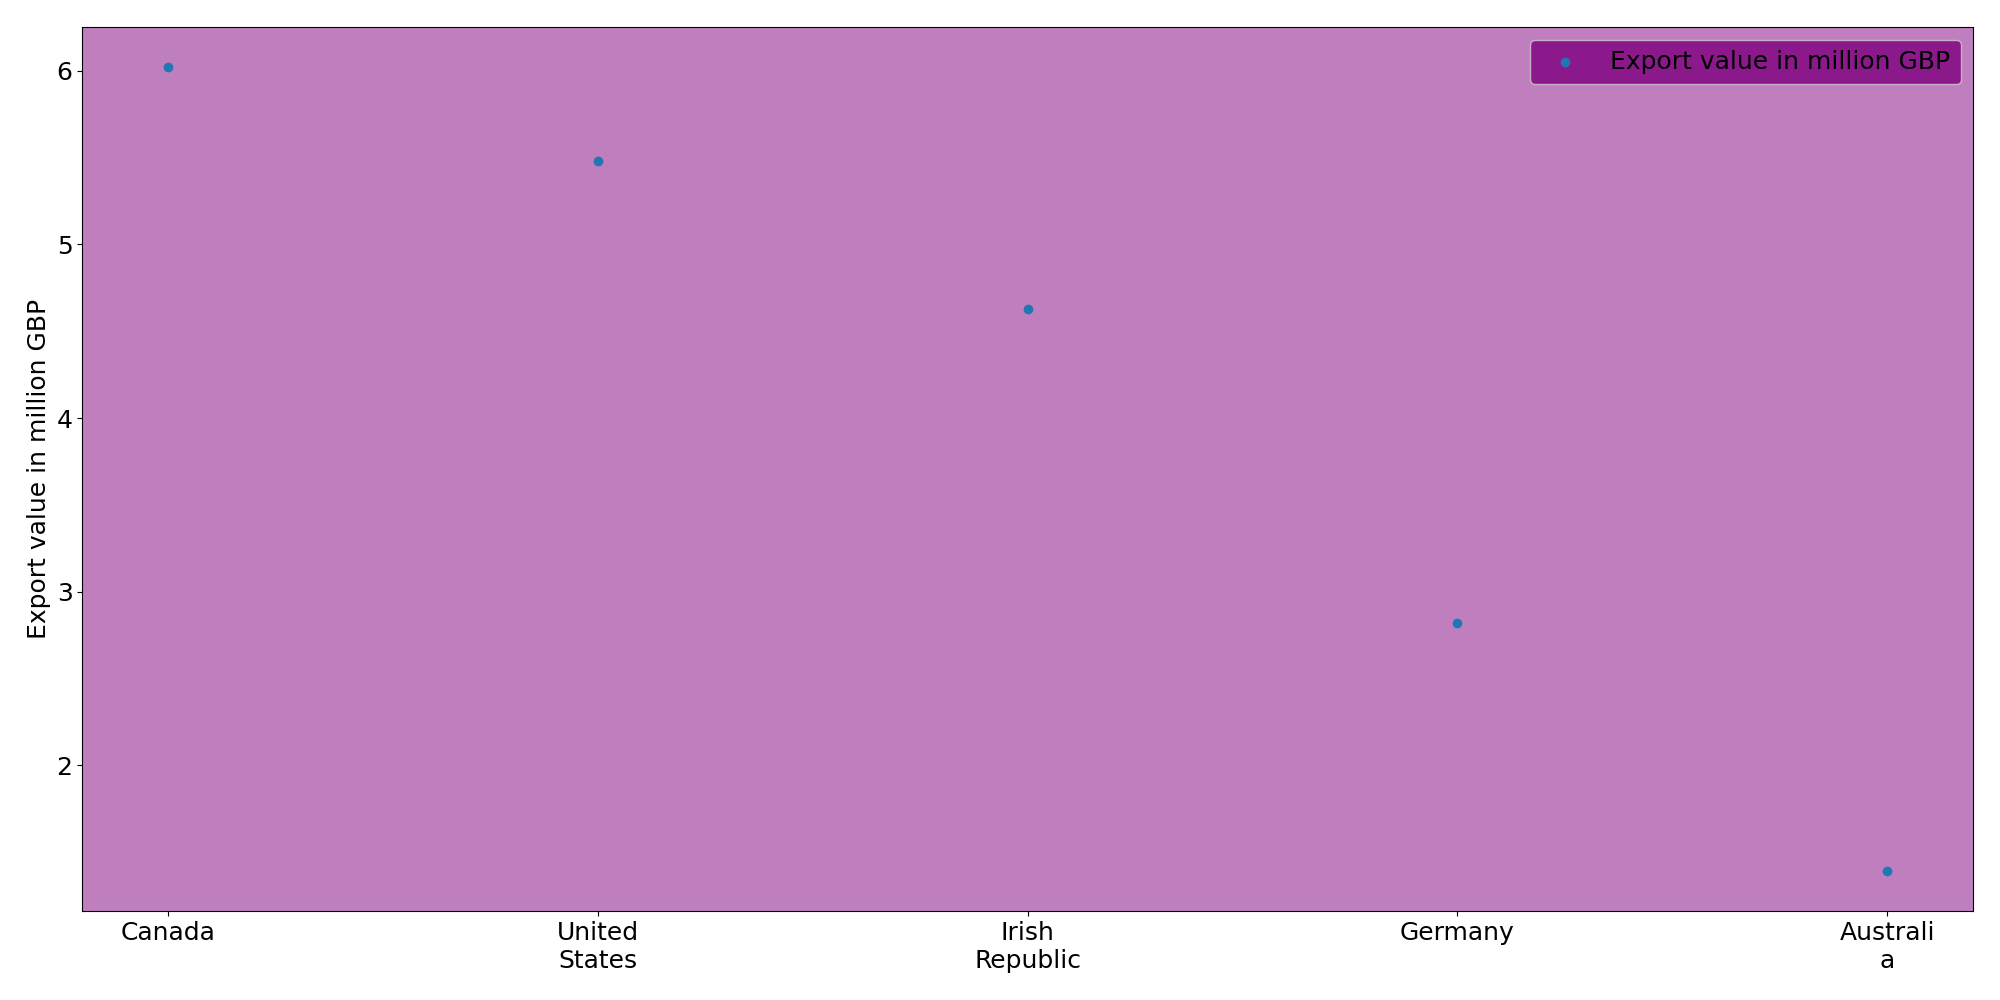 Export value in million GBP
Export value in million GBP
6
5
4
3
2
Canada
United
States
Irish
Republic
Germany
Australi
a